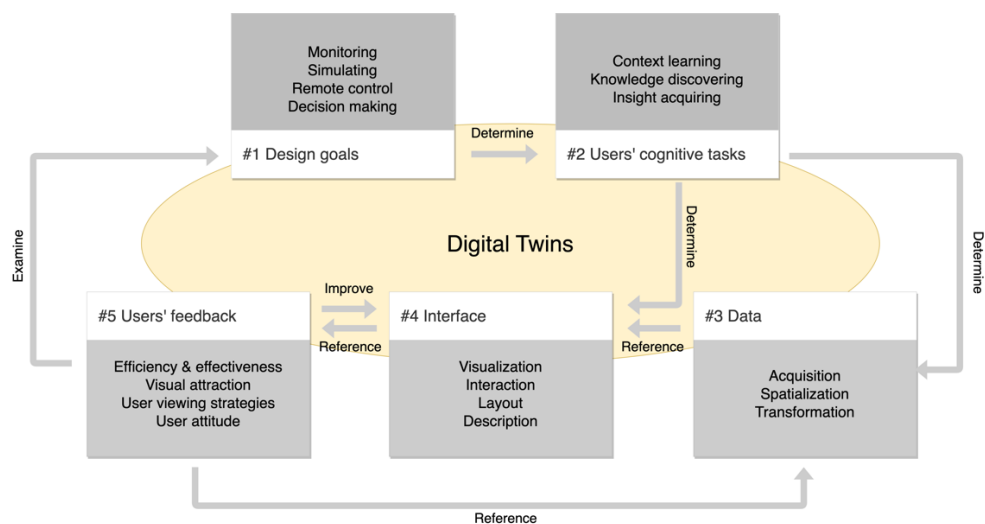 Monitoring
Simulating
Remote control
Decision making
#1 Design goals
Determine
Context learning
Knowledge discovering
Insight acquiring
#2 Users' cognitive tasks
Examine
Digital Twins
Determine
Determine
#5 Users' feedback
Efficiency & effectiveness
Visual attraction
User viewing strategies
User attitude
Improve
Reference
#4 Interface
Visualization
Interaction
Layout
Description
Reference
#3 Data
Acquisition
Spatialization
Transformation
Reference